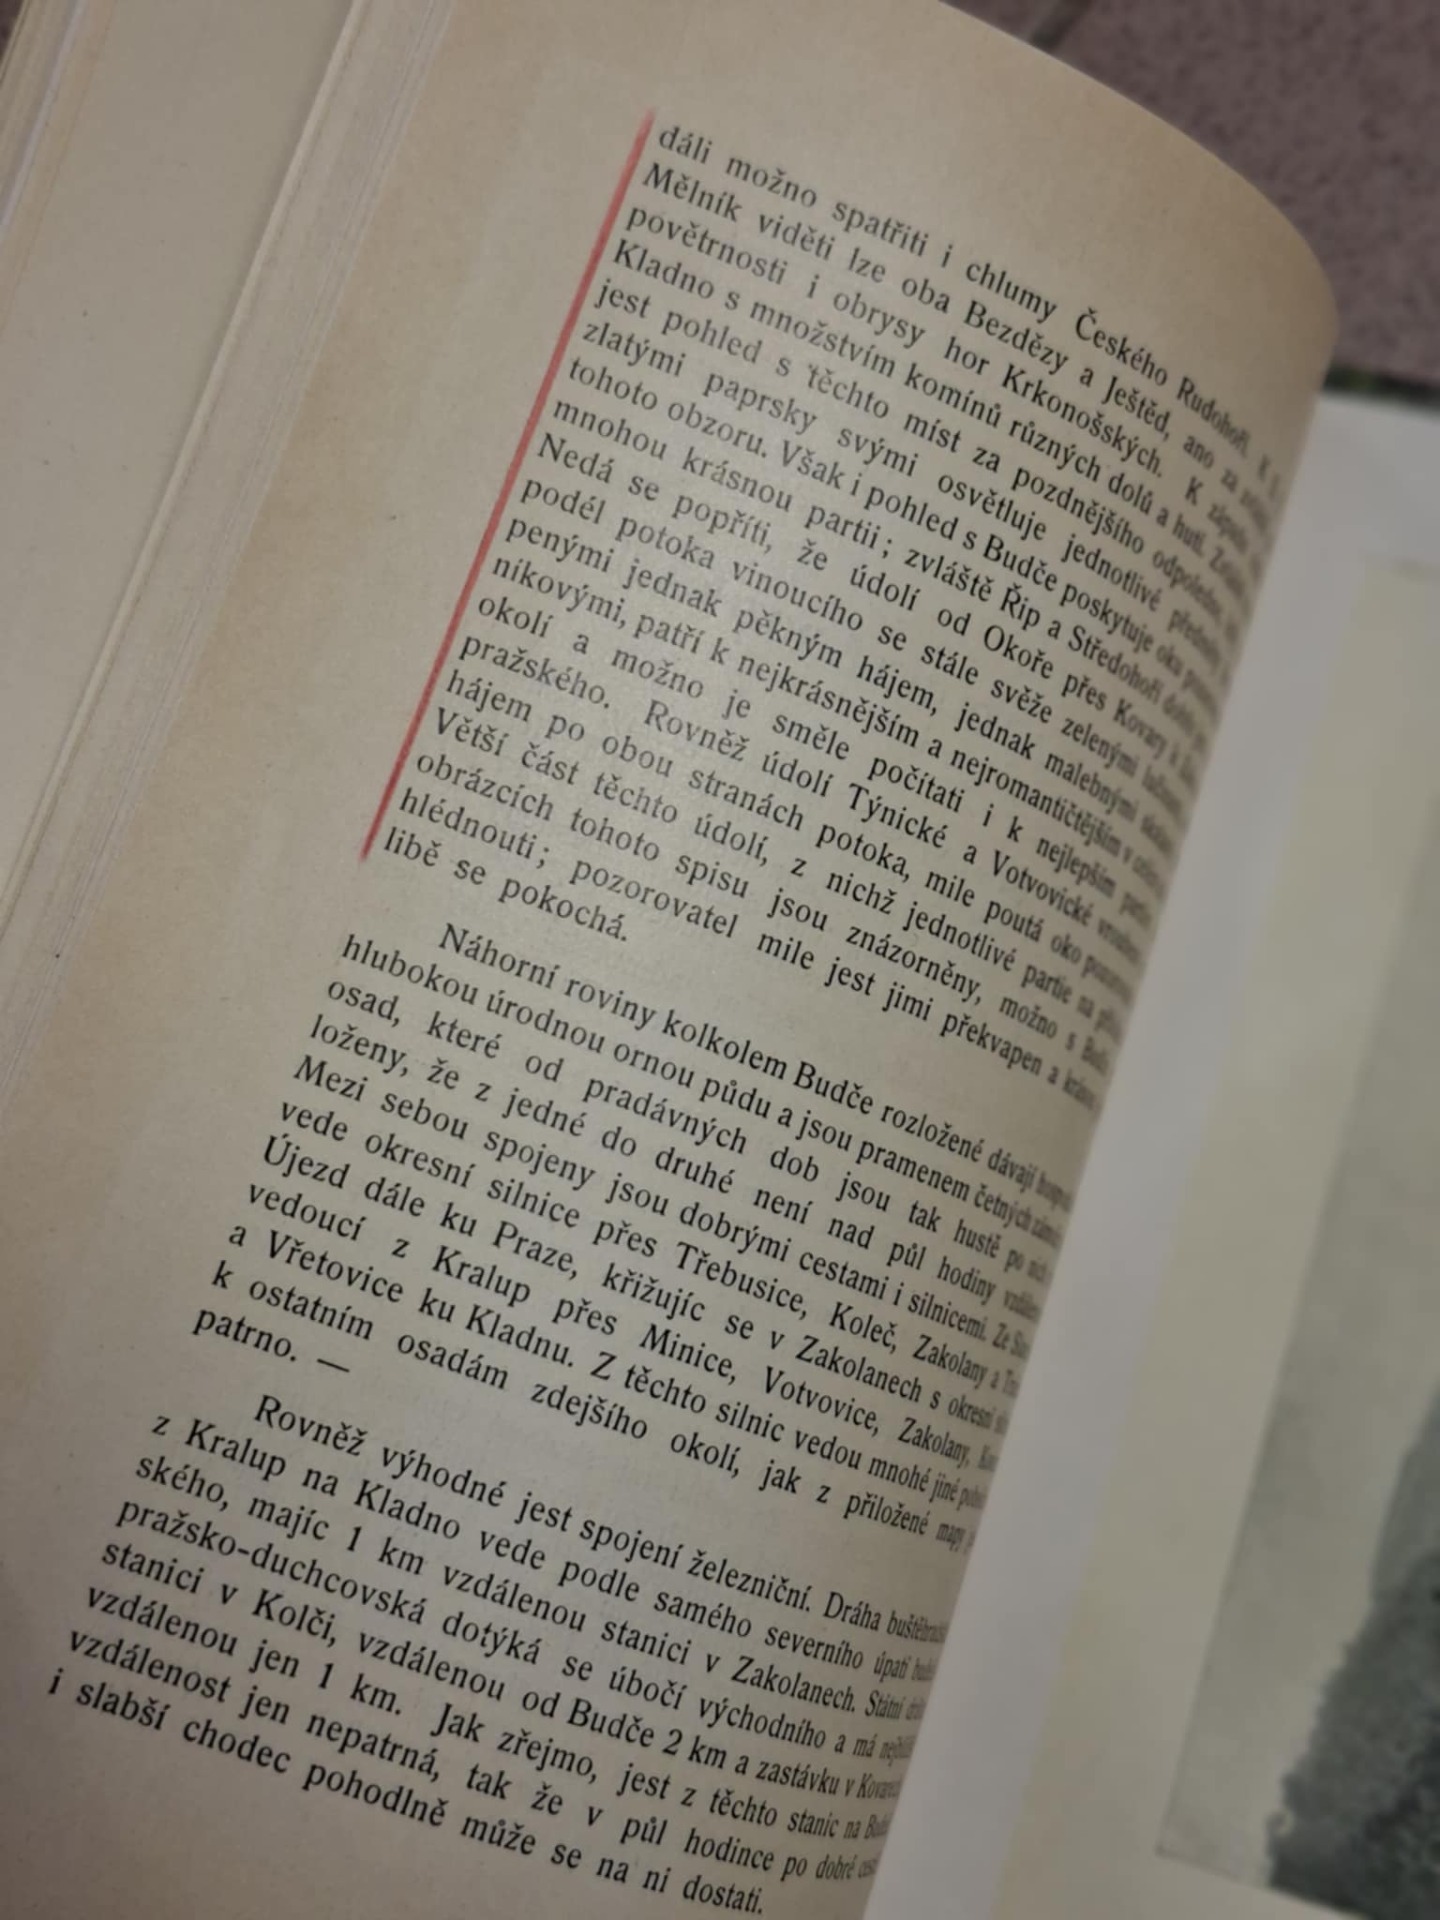 dáli možno spatřiti i chlumy Českého Rudohoří. K
Mělník viděti lze oba Bezdězy a Ještěd, ano za
povětrnosti i obrysy hor Krkonošských. K západu
Kladno s množstvím komínů různých dolů a hutí.
jest pohled s těchto míst za pozdnějšího odpoledne,
zlatými paprsky svými osvětluje jednotlivé předměty
tohoto obzoru. Však i pohled s Budče poskytuje oku
mnohou krásnou partii; zvláště Řip a Středohoří
Nedá se popříti, že údolí od Okoře přes Kovary k
podél potoka vinoucího se stále svěže zelenými
penými jednak pěkným hájem, jednak malebnými
níkovými, patří k nejkrásnějším a nejromantičtějším v
okolí a možno je směle počítati i k nejlepším
pražského. Rovněž údolí Týnické a Votvovické
hájem po obou stranách potoka, mile poutá oko
Větší část těchto údolí, z nichž jednotlivé partie na
obrázcích tohoto spisu jsou znázorněny, možno s
hlédnouti; pozorovatel mile jest jimi překvapen a
libě se pokochá.
Náhorní roviny kolkolem Budče rozložené dávají
hlubokou úrodnou ornou půdu a jsou pramenem četných
osad, které od pradávných dob jsou tak hustě po nich
loženy, že z jedné do druhé není nad půl hodiny
Mezi sebou spojeny jsou dobrými cestami i silnicemi. Ze
vede okresní silnice přes Třebusice, Koleč, Zakolany a
Újezd dále ku Praze, křižujíc se v Zakolanech s okresní
vedoucí z Kralup přes Minice, Votvovice, Zakolany,
a Vřetovice ku Kladnu. Z těchto silnic vedou mnohé jiné
k ostatním osadám zdejšího okolí, jak z přiložené mapy
patrno. —
Rovněž výhodné jest spojení železniční. Dráha
z Kralup na Kladno vede podle samého severního úpatí
ského, majíc 1 km vzdálenou stanici v Zakolanech. Státní
pražsko-duchcovská dotýká se úbočí východního a má
stanici v Kolči, vzdálenou od Budče 2 km a zastávku v
vzdálenou jen 1 km. Jak zřejmo, jest z těchto stanic na
vzdálenost jen nepatrná, tak že v půl hodince po dobré
i slabší chodec pohodlně může se na ni dostati.